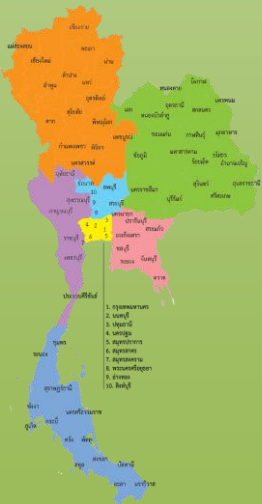 เชียงราย
แม่ฮ่องสอน
พะเยา
เชียงใหม่
น่าน
ลำปาง
ลำพูน
แพร่
อุตรดิตถ์
สุโขทัย
ตาก
พิษณุโลก
กำแพงเพชร
พิจิตร
เพชรบูรณ์
นครสวรรค์
อุทัยธานี
บึงกาฬ
หนองคาย
เลย
อุดรธานี
นครพนม
หนองบัวลำภู
สกลนคร
ขอนแก่น
กาฬสินธุ์
มุกดาหาร
ชัยภูมิ
มหาสารคาม
ร้อยเอ็ด
ยโสธร
อำนาจเจริญ
นครราชสีมา
บุรีรัมย์
สุรินทร์
ศรีสะเกษ
อุบลราชธานี
ชัยนาท
10
ลพบุรี
สุพรรณบุรี
9
สระบุรี
8
กาญจนบุรี
นครนายก
ปราจีนบุรี
สระแก้ว
4
2
3
1
6
5
7
ฉะเชิงเทรา
ราชบุรี
ชลบุรี
เพชรบุรี
ระยอง
จันทบุรี
ตราด
ประจวบคีรีขันธ์
1. กรุงเทพมหานคร
2. นนทบุรี
3. ปทุมธานี
4. นครปฐม
5. สมุทรปราการ
6. สมุทรสาคร
7. สมุทรสงคราม
8. พระนครศรีอยุธยา
9. อ่างทอง
10. สิงห์บุรี
ชุมพร
ระนอง
สุราษฎร์ธานี
พังงา
นครศรีธรรมราช
กระบี่
ภูเก็ต
ตรัง
พัทลุง
สตูล
สงขลา
ปัตตานี
ยะลา
นราธิวาส